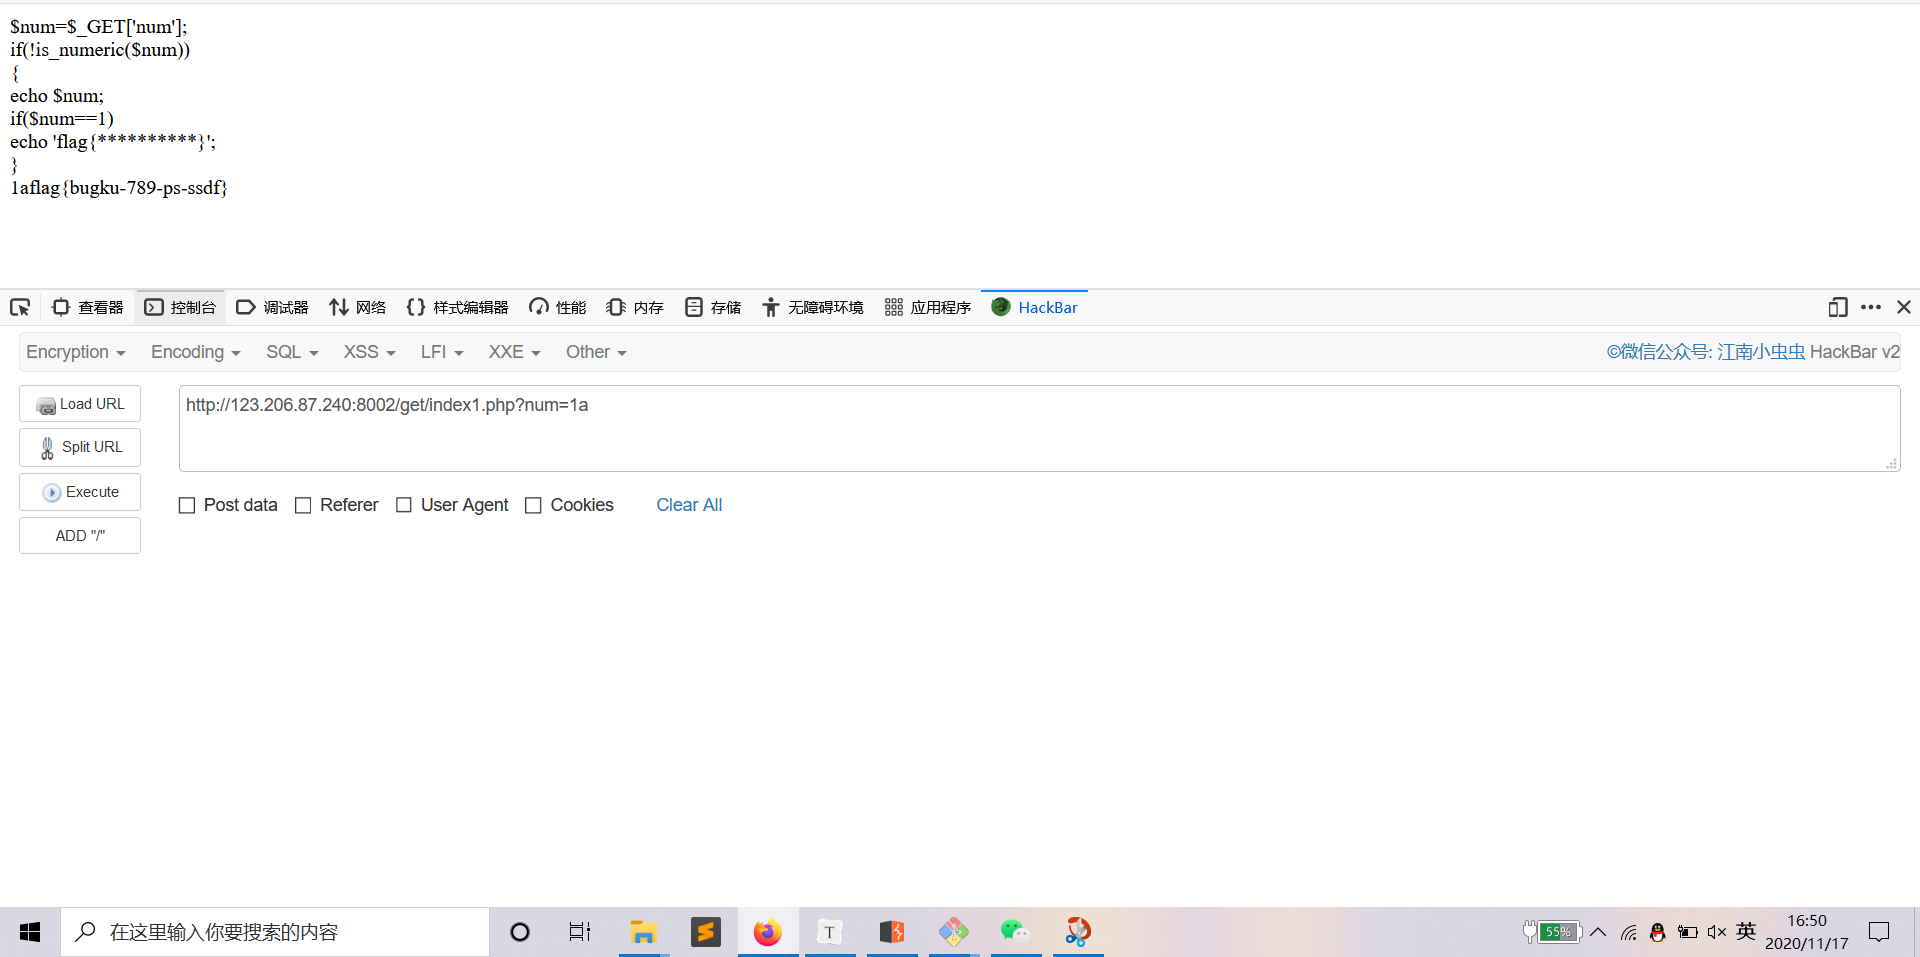 $num=$_GET['num'];
if(!is_numeric($num))
{
echo $num;
if($num==1)
echo 'flag{**********}';
}
1aflag{bugku-789-ps-ssdf}
查看器 控制台 调试器 网络 样式编辑器 性能 内存 存储 无障碍环境 应用程序 HackBar
Encryption Encoding SQL XSS LFI XXE Other ©微信公众号: 江南小虫虫 HackBar v2
Load URL
http://123.206.87.240:8002/get/index1.php?num=1a
Split URL
Execute
Post data Referer User Agent Cookies Clear All
ADD "/"
在这里输入你要搜索的内容
T
55%
英
16:50
2020/11/17